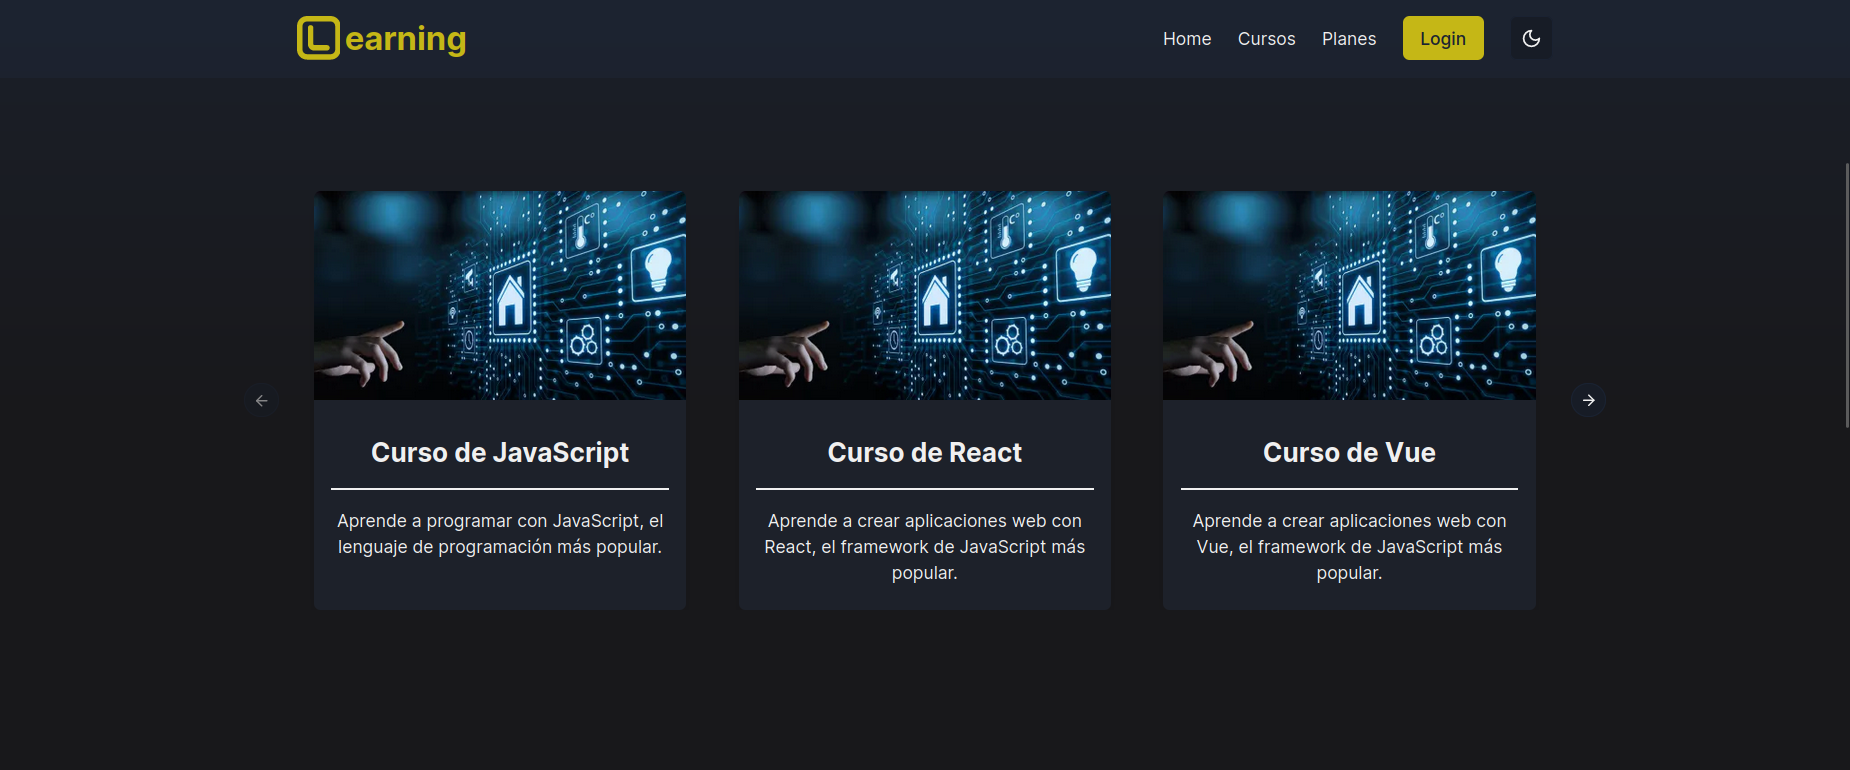 Learning
Home Cursos Planes Login
C°
C°
C°
Curso de JavaScript
Aprende a programar con JavaScript, el
lenguaje de programación más popular.
Curso de React
Aprende a crear aplicaciones web con
React, el framework de JavaScript más
popular.
Curso de Vue
Aprende a crear aplicaciones web con
Vue, el framework de JavaScript más
popular.